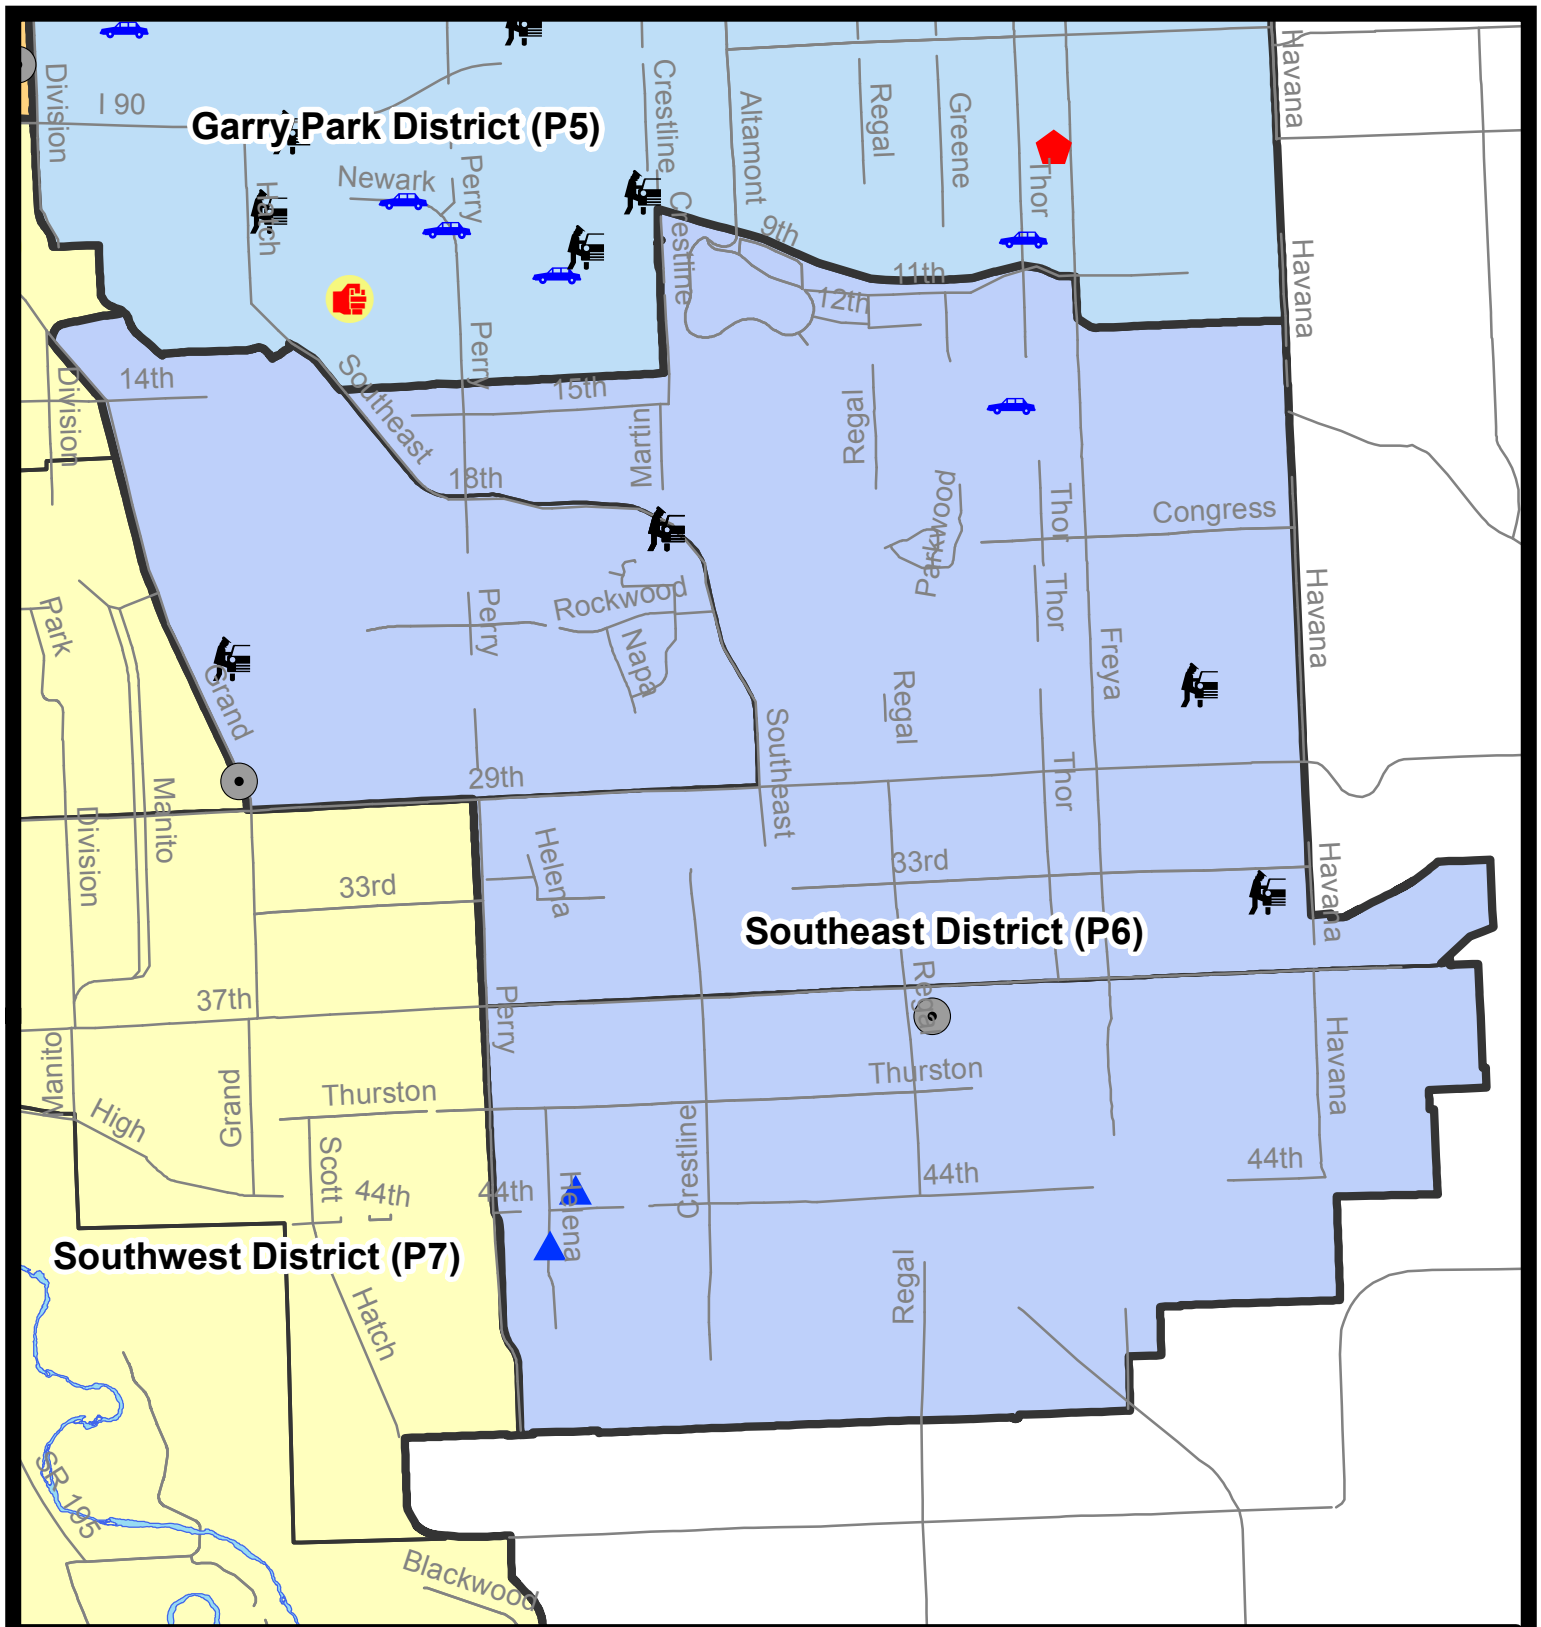 Havana
Division
I 90
Crestline
Altamont
Regal
Greene
Garry Park District (P5)
Perry
Newark
Hatch
Thor
Crestline
9th
11th
12th
Havana
Perry
Southeast
14th
Division
15th
Martin
Regal
18th
Parkwood
Thor
Congress
Havana
Park
Rockwood
Perry
Napa
Thor
Freya
Grand
Regal
Southeast
29th
Thor
Manito
Division
Helena
33rd
33rd
Havana
Southeast District (P6)
37th
Perry
Regal
Manito
Grand
High
Thurston
Thurston
Havana
Scott
44th
44th
Helena
Crestline
44th
44th
Southwest District (P7)
Hatch
Regal
SR 195
Blackwood